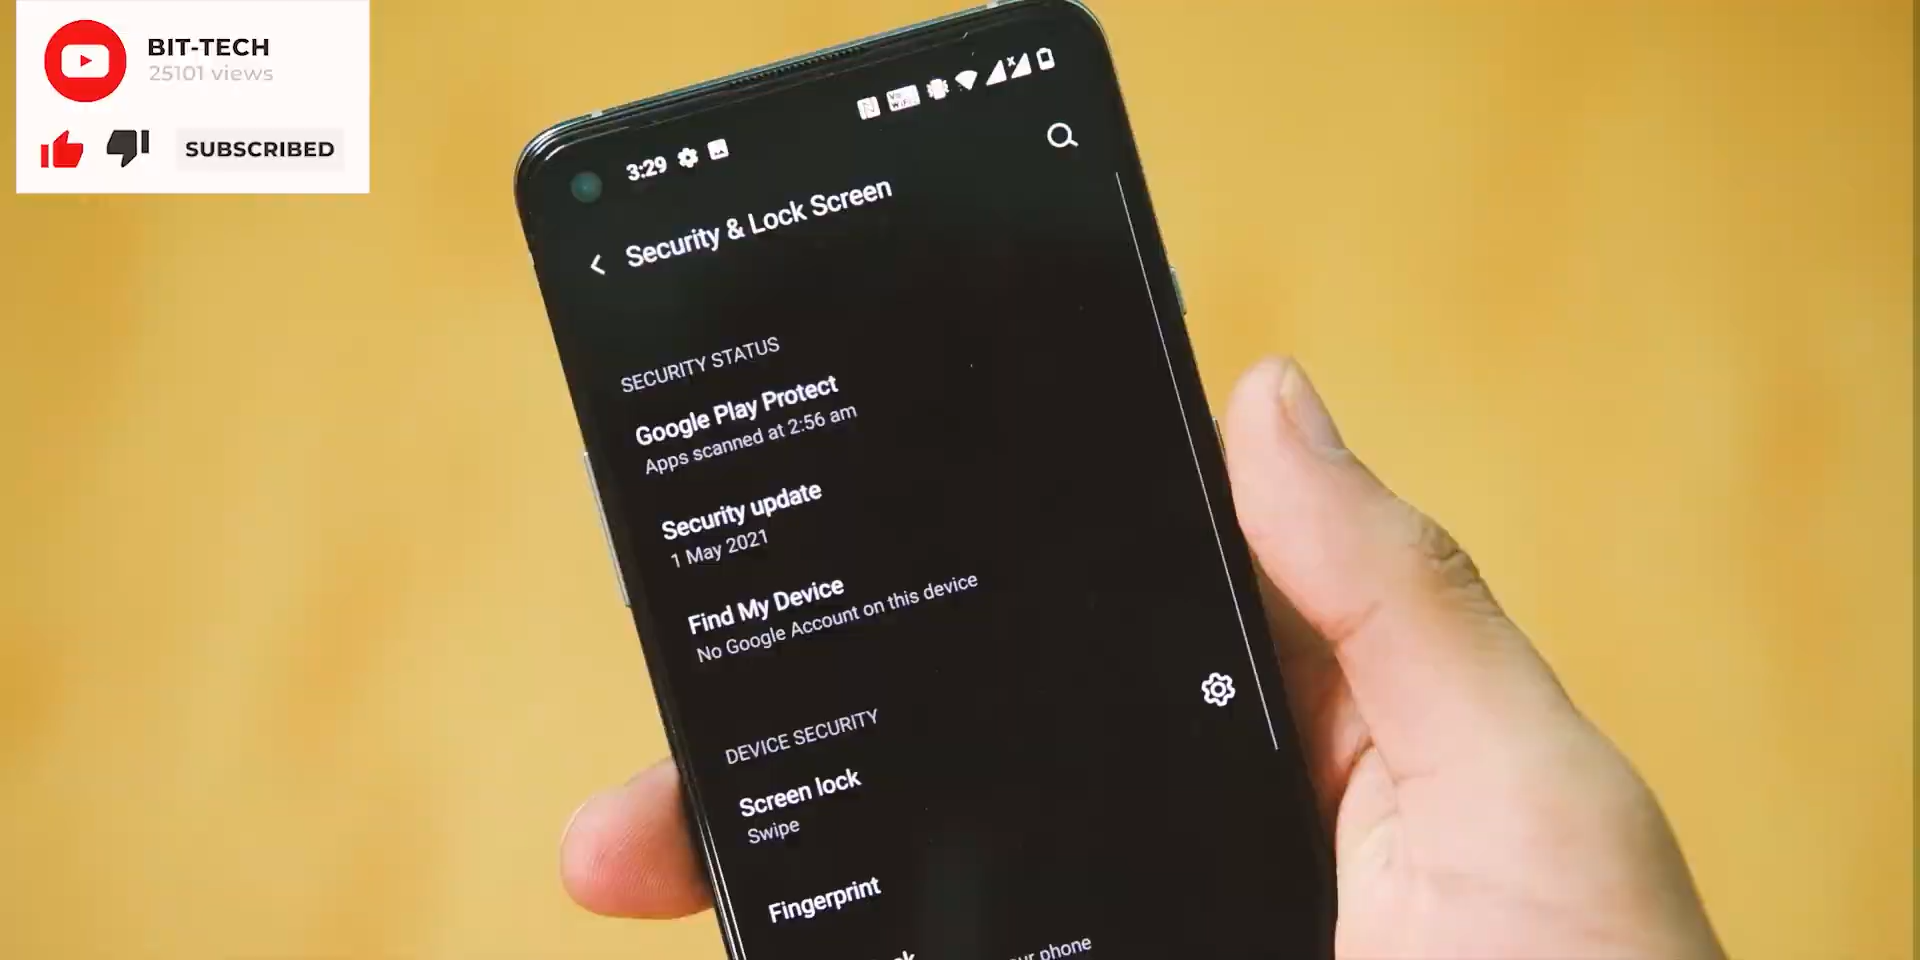 BIT-TECH
25101 views
SUBSCRIBED
3:29
Security & Lock Screen
SECURITY STATUS
Google Play Protect
Apps scanned at 2:56 am
Security update
1 May 2021
Find My Device
No Google Account on this device
DEVICE SECURITY
Screen lock
Swipe
Fingerprint
phone